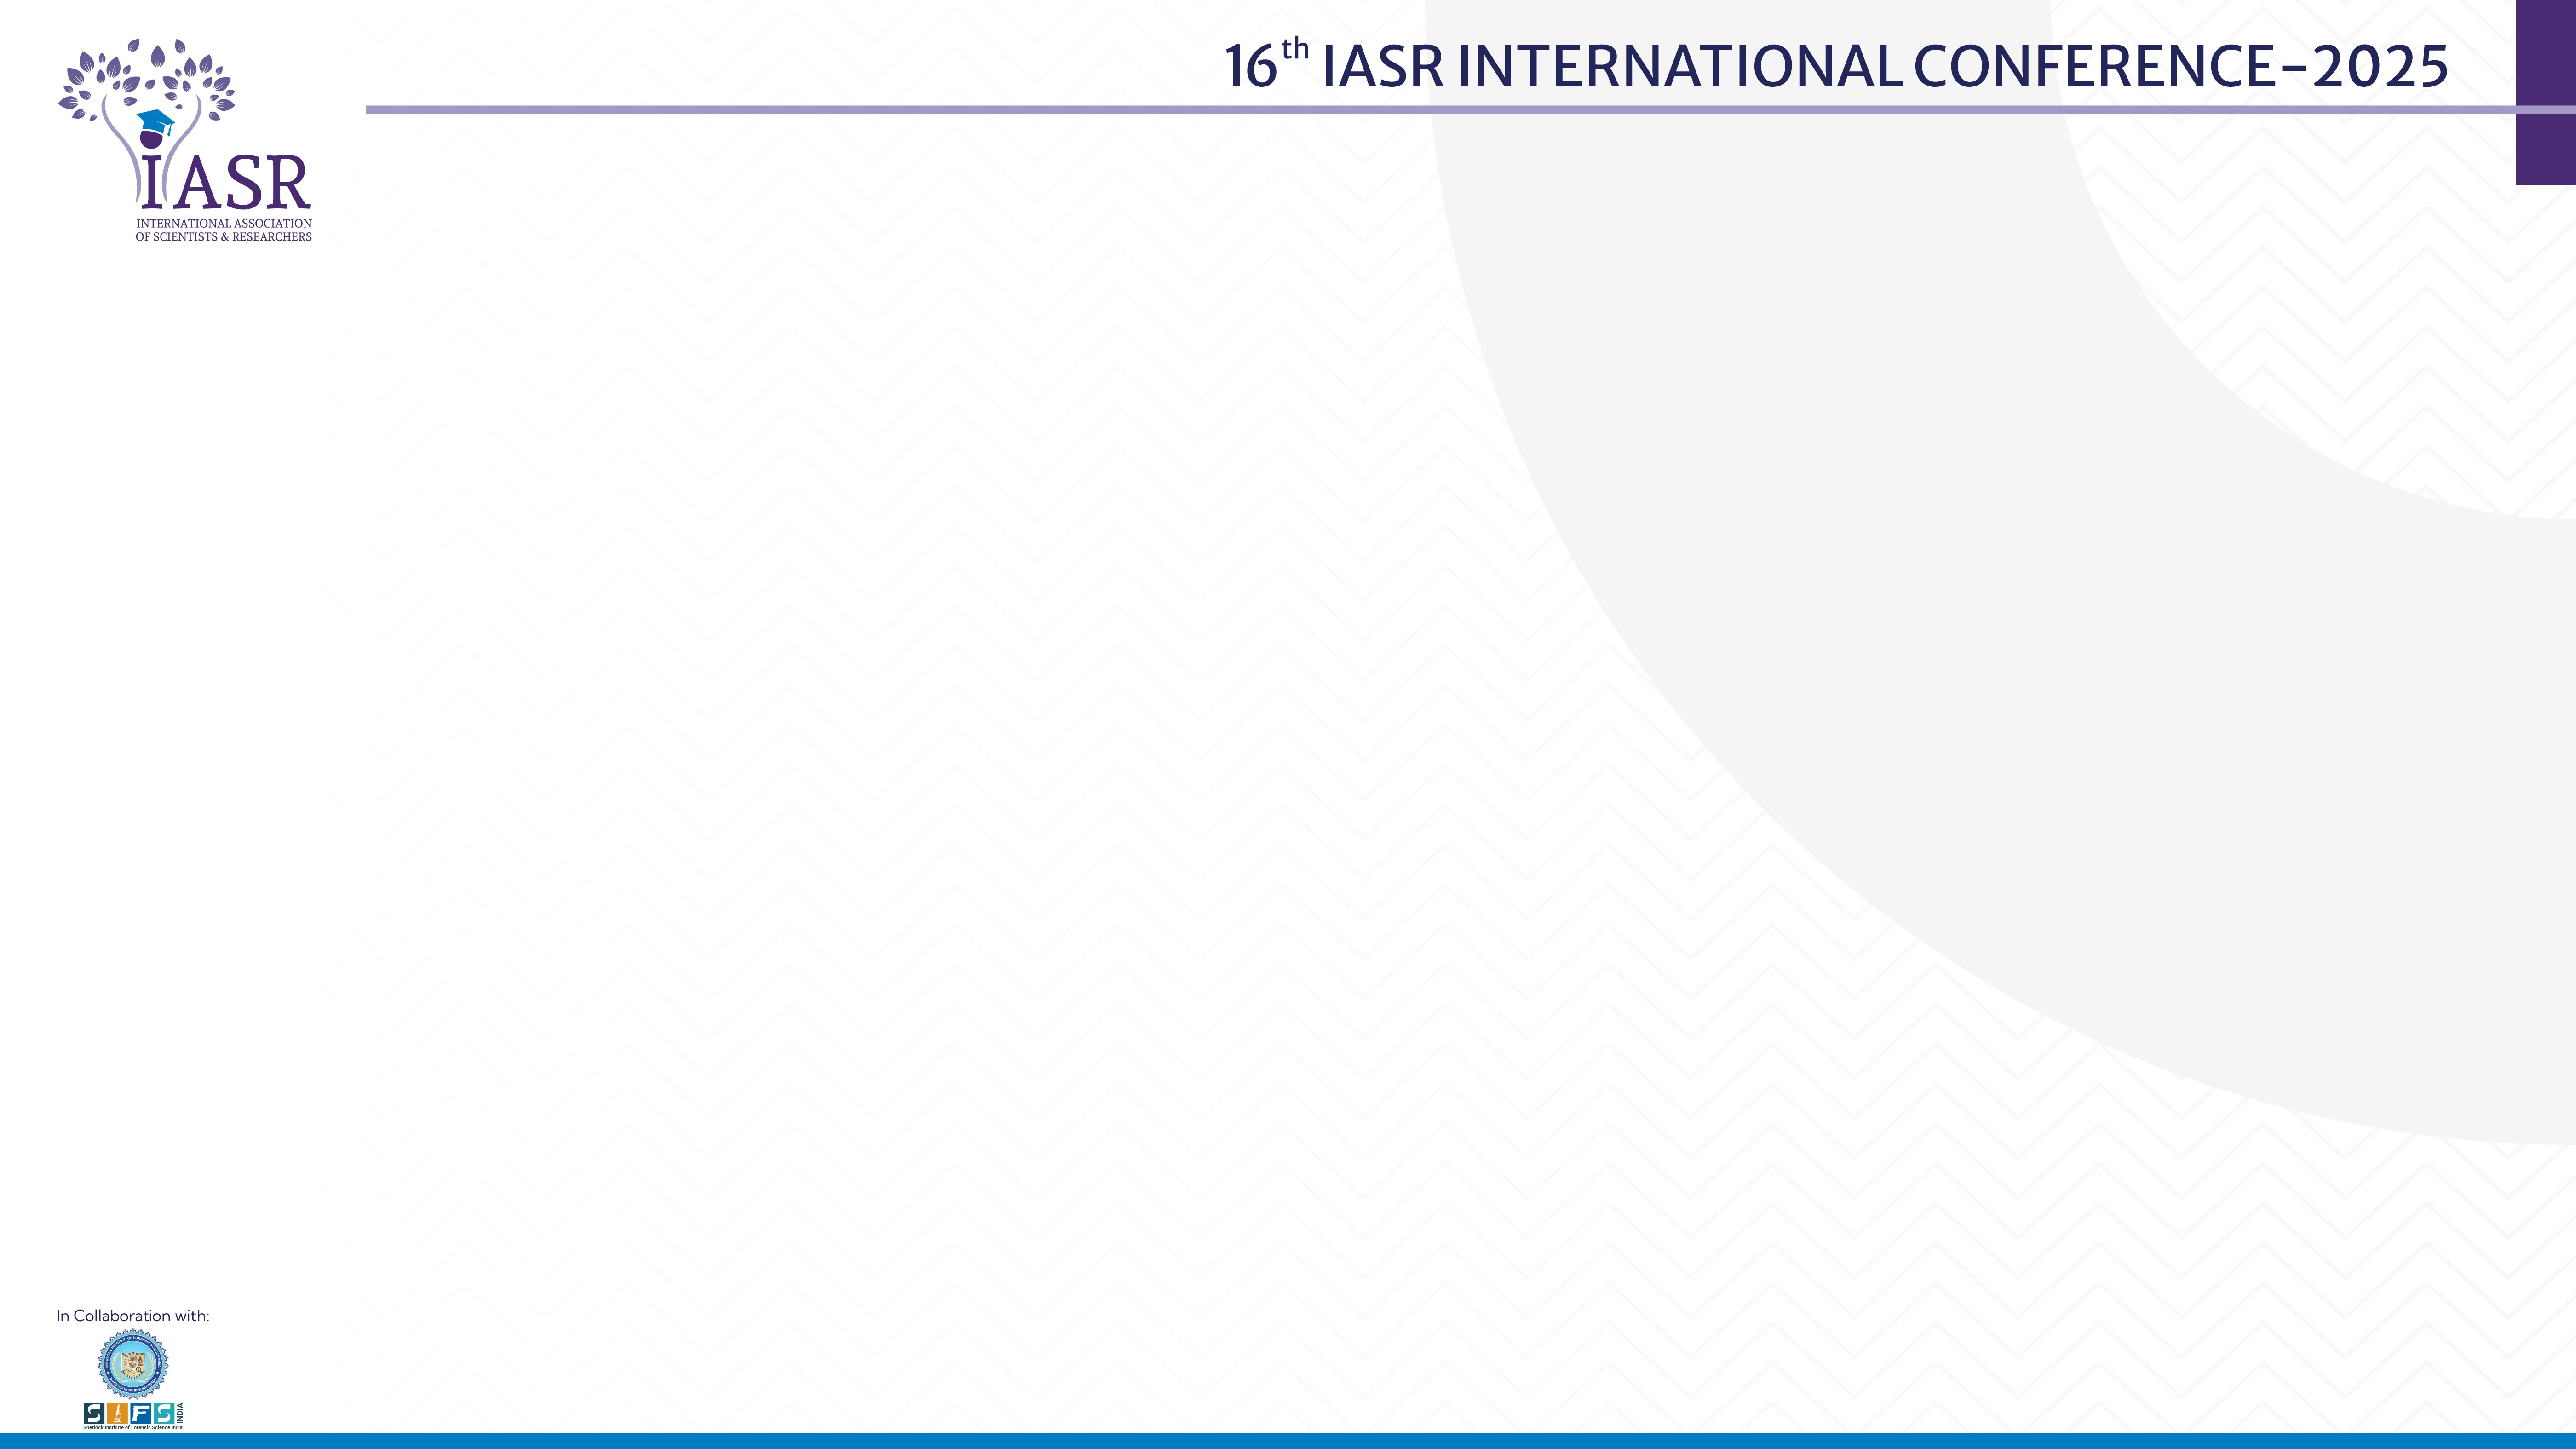 16th IASR INTERNATIONAL CONFERENCE-2025
IASR
INTERNATIONAL ASSOCIATION
OF SCIENTISTS & RESEARCHERS
In Collaboration with:
SIFS INDIA
Sherlock Institute of Forensic Science India